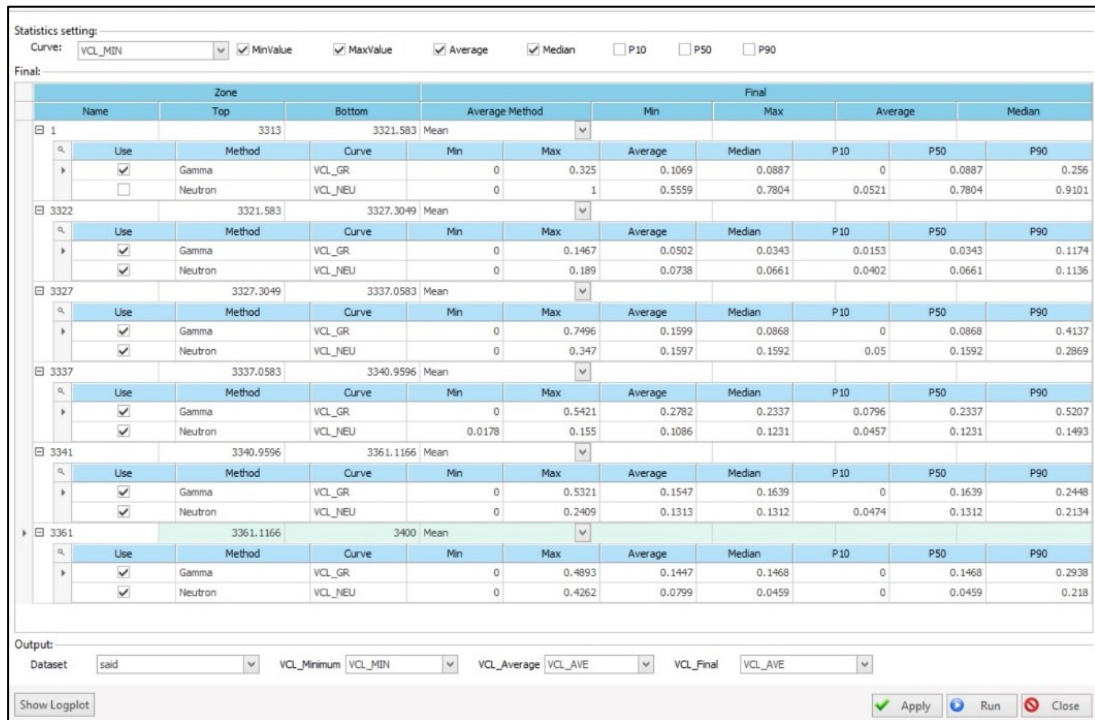 Statistics setting:
Curve: VCL_MIN MinValue MaxValue Average Median P10 P50 P90
Final:
Zone Final
Name Top Bottom Average Method Min Max Average Median
1 3313 3321.583 Mean
Use Method Curve Min Max Average Median P10 P50 P90
Gamma VCL_GR 0 0.325 0.1069 0.0887 0 0.0887 0.256
Neutron VCL_NEU 0 1 0.5559 0.7804 0.0521 0.7804 0.9101
3322 3321.583 3327.3049 Mean
Use Method Curve Min Max Average Median P10 P50 P90
Gamma VCL_GR 0 0.1467 0.0502 0.0343 0.0153 0.0343 0.1174
Neutron VCL_NEU 0 0.189 0.0738 0.0661 0.0402 0.0661 0.1136
3327 3327.3049 3337.0583 Mean
Use Method Curve Min Max Average Median P10 P50 P90
Gamma VCL_GR 0 0.7496 0.1599 0.0868 0 0.0868 0.4137
Neutron VCL_NEU 0 0.347 0.1597 0.1592 0.05 0.1592 0.2869
3337 3337.0583 3340.9596 Mean
Use Method Curve Min Max Average Median P10 P50 P90
Gamma VCL_GR 0 0.5421 0.2782 0.2337 0.0796 0.2337 0.5207
Neutron VCL_NEU 0.0178 0.155 0.1086 0.1231 0.0457 0.1231 0.1493
3341 3340.9596 3361.1166 Mean
Use Method Curve Min Max Average Median P10 P50 P90
Gamma VCL_GR 0 0.5321 0.1547 0.1639 0 0.1639 0.2448
Neutron VCL_NEU 0 0.2409 0.1313 0.1312 0.0474 0.1312 0.2134
3361 3361.1166 3400 Mean
Use Method Curve Min Max Average Median P10 P50 P90
Gamma VCL_GR 0 0.4893 0.1447 0.1468 0 0.1468 0.2938
Neutron VCL_NEU 0 0.4262 0.0799 0.0459 0 0.0459 0.218
Output:
Dataset said VCL_Minimum VCL_MIN VCL_Average VCL_AVE VCL_Final VCL_AVE
Show Logplot Apply Run Close